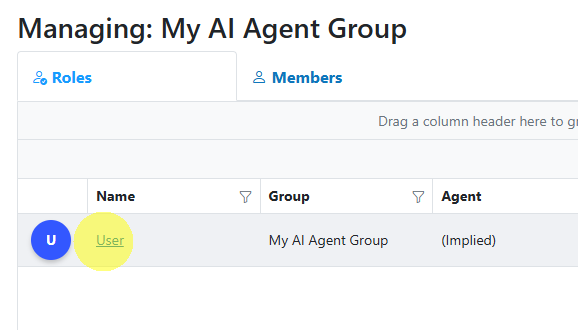 Managing: My AI Agent Group
Roles
Members
Drag a column header here to gr
Name
Group
Agent
U
User
My AI Agent Group
(Implied)